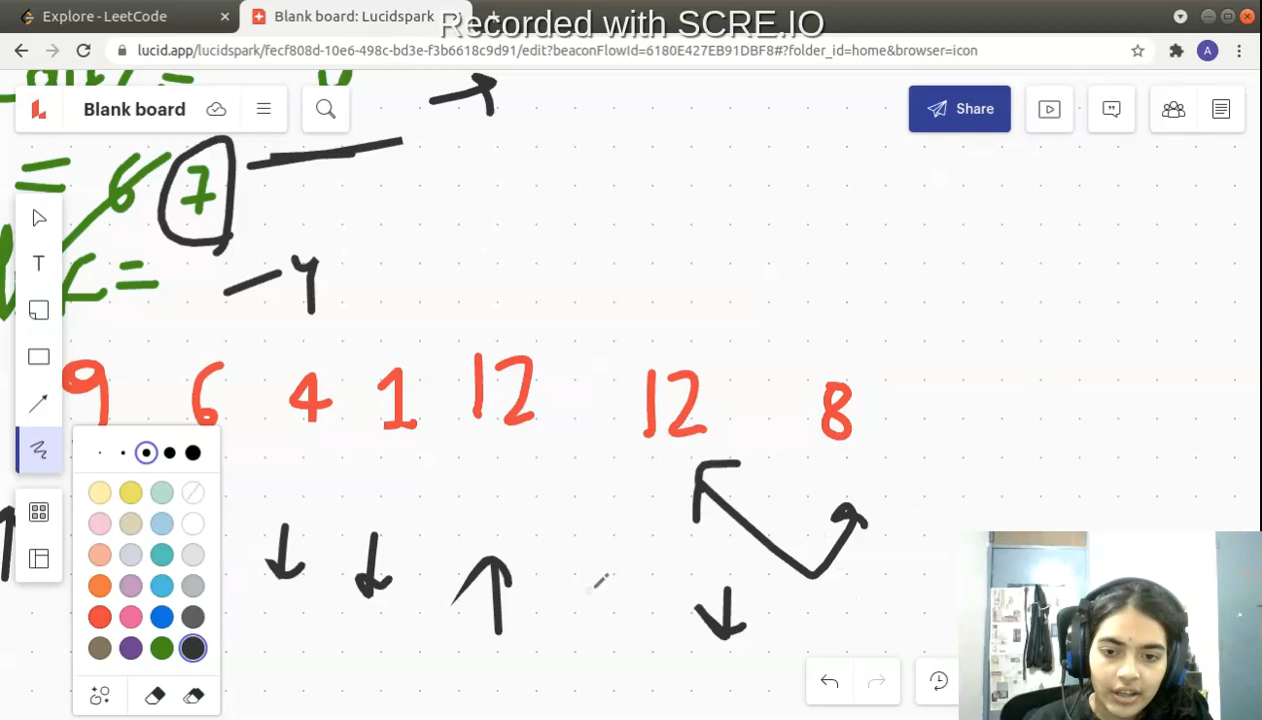 Explore - LeetCode
Blank board: Lucidspark
Recorded with SCRE.IO
lucid.app/lucidspark/fecf808d-10e6-498c-bd3e-f3b6618c9d91/edit?beaconFlowId=6180E427EB91DBF8#?folder_id=home&browser=icon
A
Blank board
Share
T
= 6 7
= - 4
9 6 4 1 12 12 8